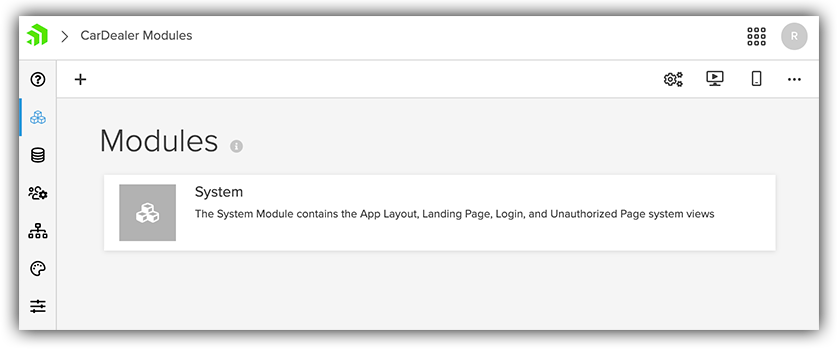 CarDealer Modules
R
Modules
System
The System Module contains the App Layout, Landing Page, Login, and Unauthorized Page system views